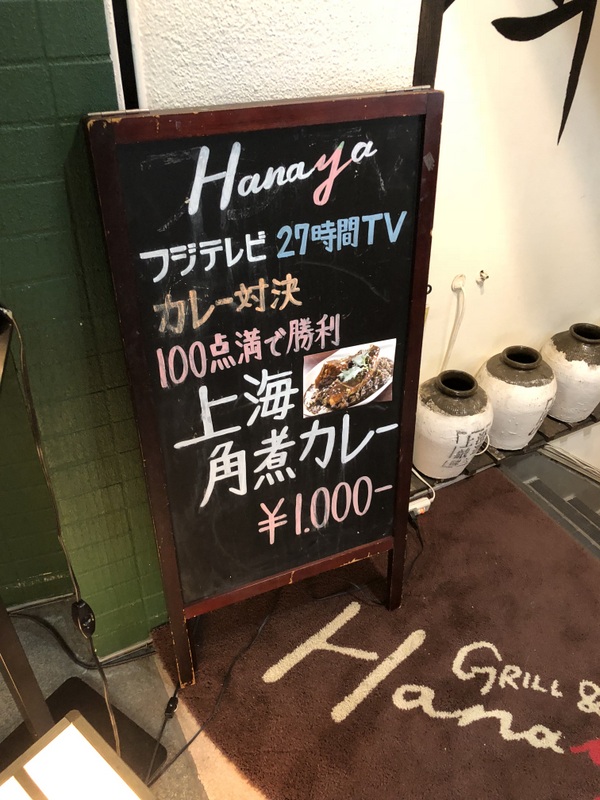 Hanaya
フジテレビ 27時間TV
カレー対決
100点満で勝利
上海
角煮カレー
¥1.000-
GRILL &
Hana